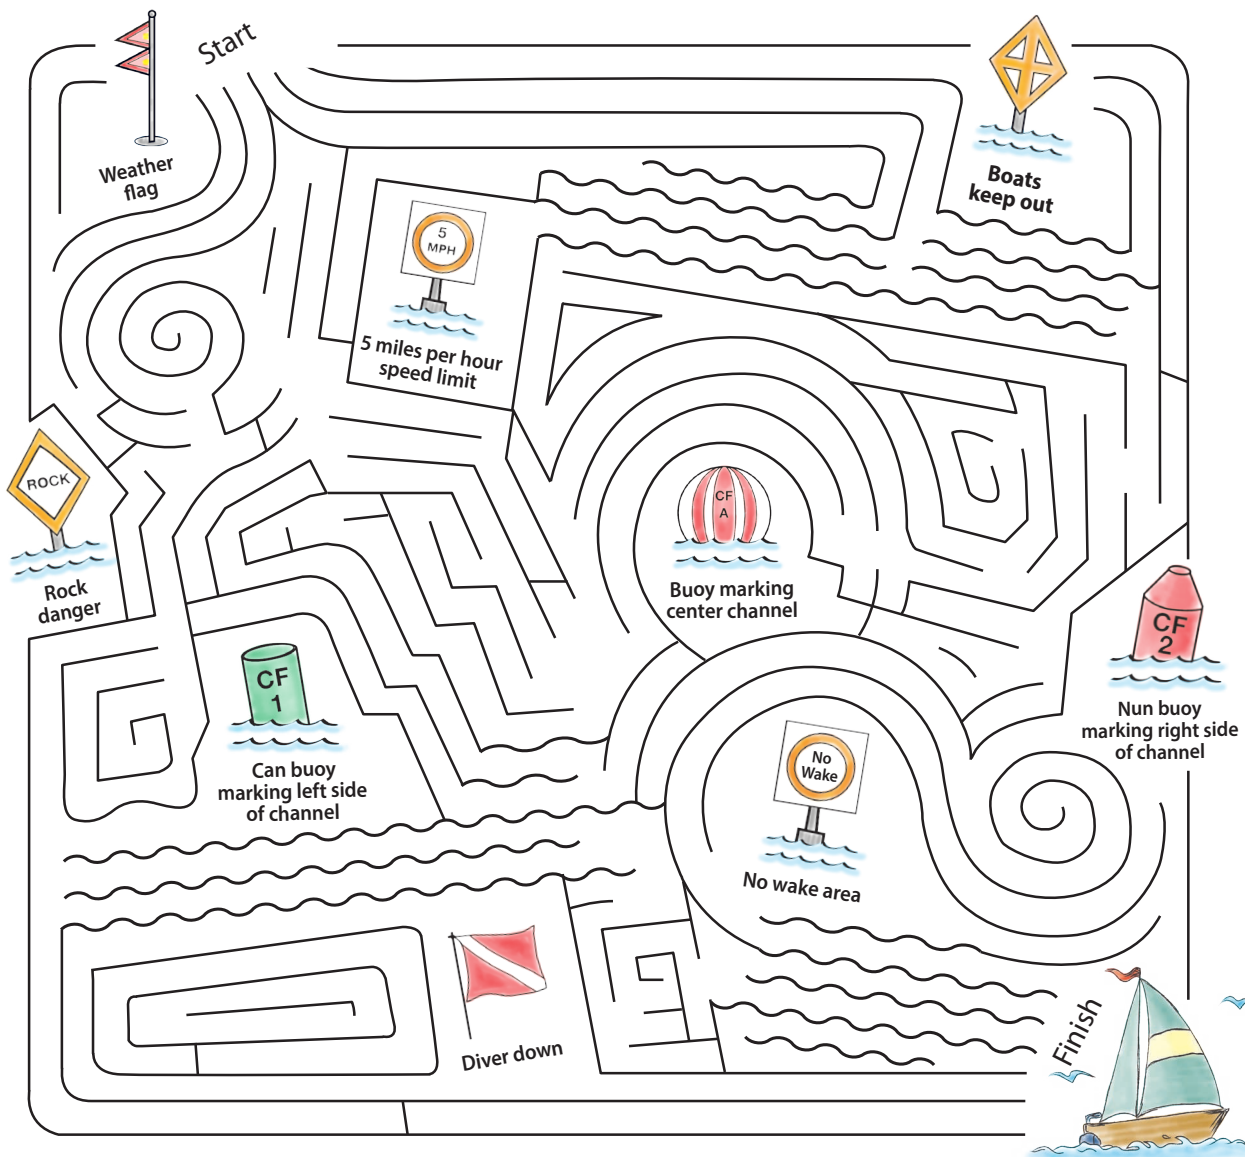 Start
Weather
flag
Boats
keep out
5
MPH
5 miles per hour
speed limit
ROCK
Rock
danger
CF
A
Buoy marking
center channel
CF
2
Nun buoy
marking right side
of channel
CF
1
Can buoy
marking left side
of channel
No
Wake
No wake area
Diver down
Finish